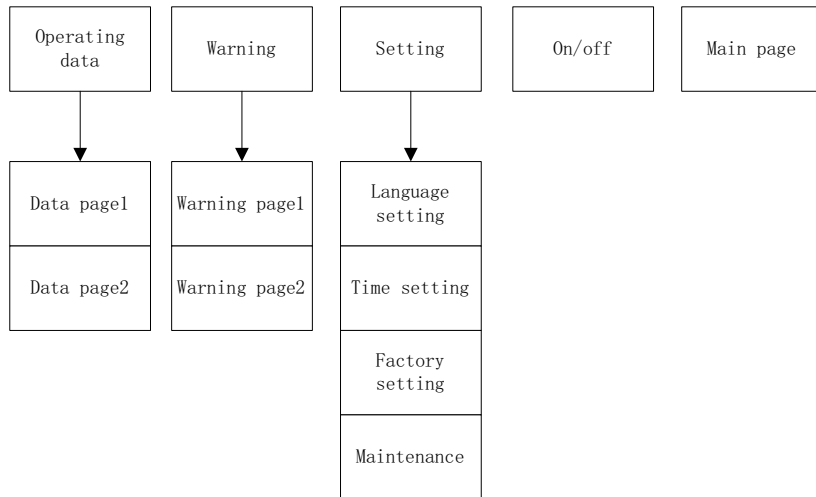 Operating
data
Warning
Setting
On/off
Main page
Data page1
Warning page1
Language
setting
Data page2
Warning page2
Time setting
Factory
setting
Maintenance